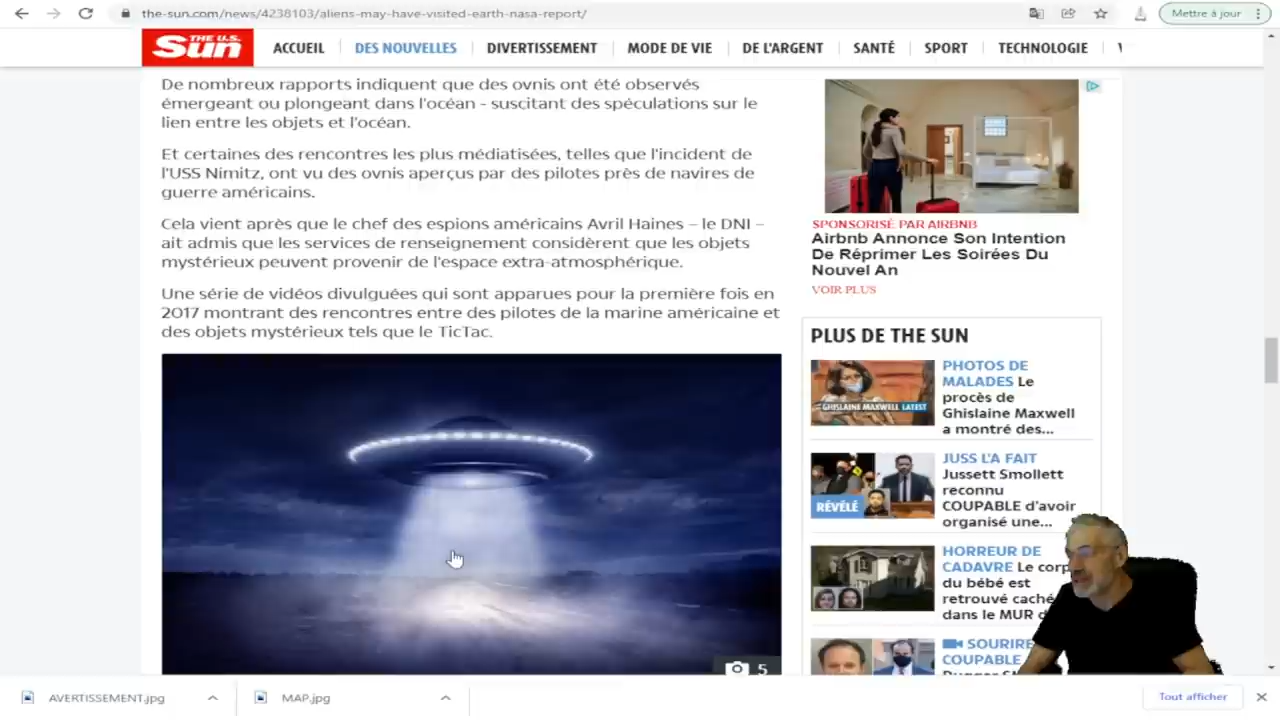 the-sun.com/news/4238103/aliens-may-have-visited-earth-nasa-report/
Mettre à jour
THE U.S. Sun
ACCUEIL
DES NOUVELLES
DIVERTISSEMENT
MODE DE VIE
DE L'ARGENT
SANTÉ
SPORT
TECHNOLOGIE
De nombreux rapports indiquent que des ovnis ont été observés
émergeant ou plongeant dans l'océan - suscitant des spéculations sur le
lien entre les objets et l'océan.
Et certaines des rencontres les plus médiatisées, telles que l'incident de
l'USS Nimitz, ont vu des ovnis aperçus par des pilotes près de navires de
guerre américains.
Cela vient après que le chef des espions américains Avril Haines – le DNI –
ait admis que les services de renseignement considèrent que les objets
mystérieux peuvent provenir de l'espace extra-atmosphérique.
Une série de vidéos divulguées qui sont apparues pour la première fois en
2017 montrant des rencontres entre des pilotes de la marine américaine et
des objets mystérieux tels que le TicTac.
5
SPONSORISÉ PAR AIRBNB
Airbnb Annonce Son Intention
De Réprimer Les Soirées Du
Nouvel An
VOIR PLUS
PLUS DE THE SUN
GHISLAINE MAXWELL LATEST
PHOTOS DE
MALADES Le
procès de
Ghislaine Maxwell
a montré des...
RÉVÉLÉ
JUSS L'A FAIT
Jussett Smollett
reconnu
COUPABLE d'avoir
organisé une...
HORREUR DE
CADAVRE Le corp
du bébé est
retrouvé caché
dans le MUR d
SOURIRE
COUPABLE
AVERTISSEMENT.jpg
MAP.jpg
Tout afficher